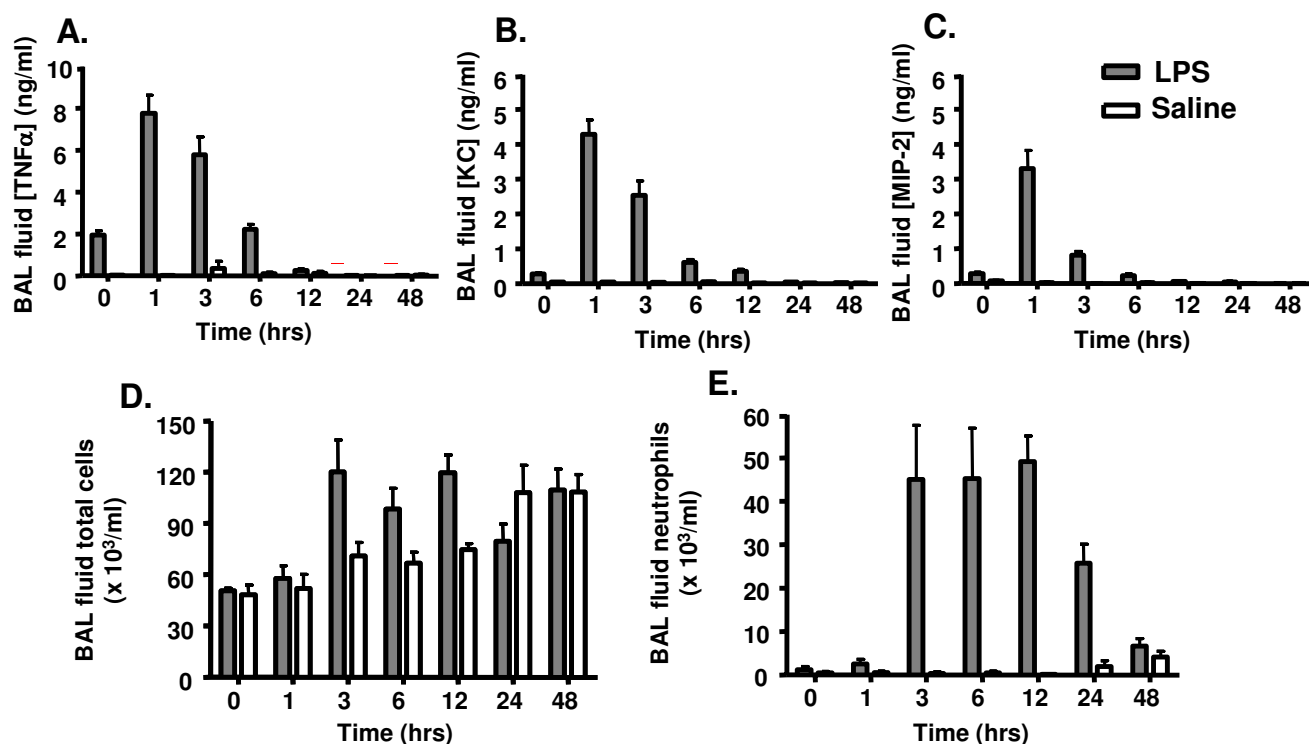 A.
BAL fluid [TNFα] (ng/ml)
10
8
6
4
2
0
0 1 3 6 12 24 48
Time (hrs)
B.
BAL fluid [KC] (ng/ml)
6
5
4
3
2
1
0
0 1 3 6 12 24 48
Time (hrs)
C.
BAL fluid [MIP-2] (ng/ml)
6
5
4
3
2
1
0
0 1 3 6 12 24 48
Time (hrs)
LPS
Saline
D.
BAL fluid total cells
(x 10³/ml)
150
120
90
60
30
0
0 1 3 6 12 24 48
Time (hrs)
E.
BAL fluid neutrophils
(x 10³/ml)
60
50
40
30
20
10
0
0 1 3 6 12 24 48
Time (hrs)